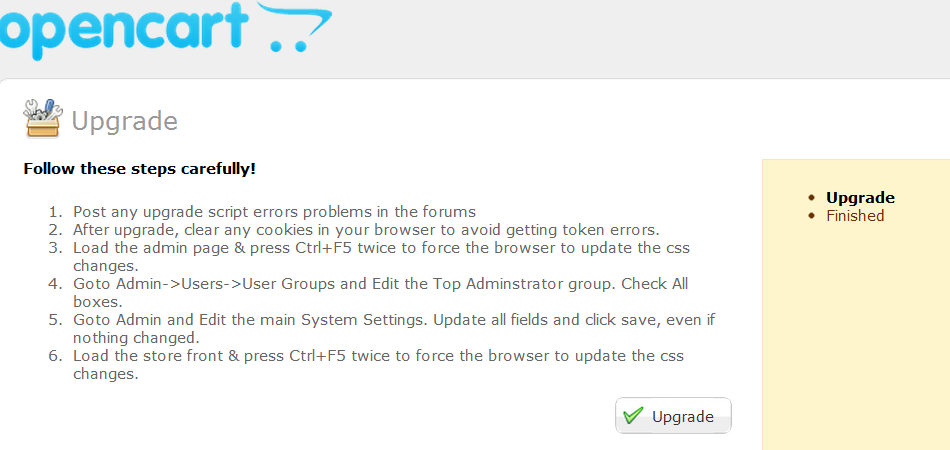 opencart
Upgrade
Follow these steps carefully!
1. Post any upgrade script errors problems in the forums
2. After upgrade, clear any cookies in your browser to avoid getting token errors.
3. Load the admin page & press Ctrl+F5 twice to force the browser to update the css
changes.
4. Goto Admin->Users->User Groups and Edit the Top Adminstrator group. Check All
boxes.
5. Goto Admin and Edit the main System Settings. Update all fields and click save, even if
nothing changed.
6. Load the store front & press Ctrl+F5 twice to force the browser to update the css
changes.
Upgrade
• Upgrade
• Finished